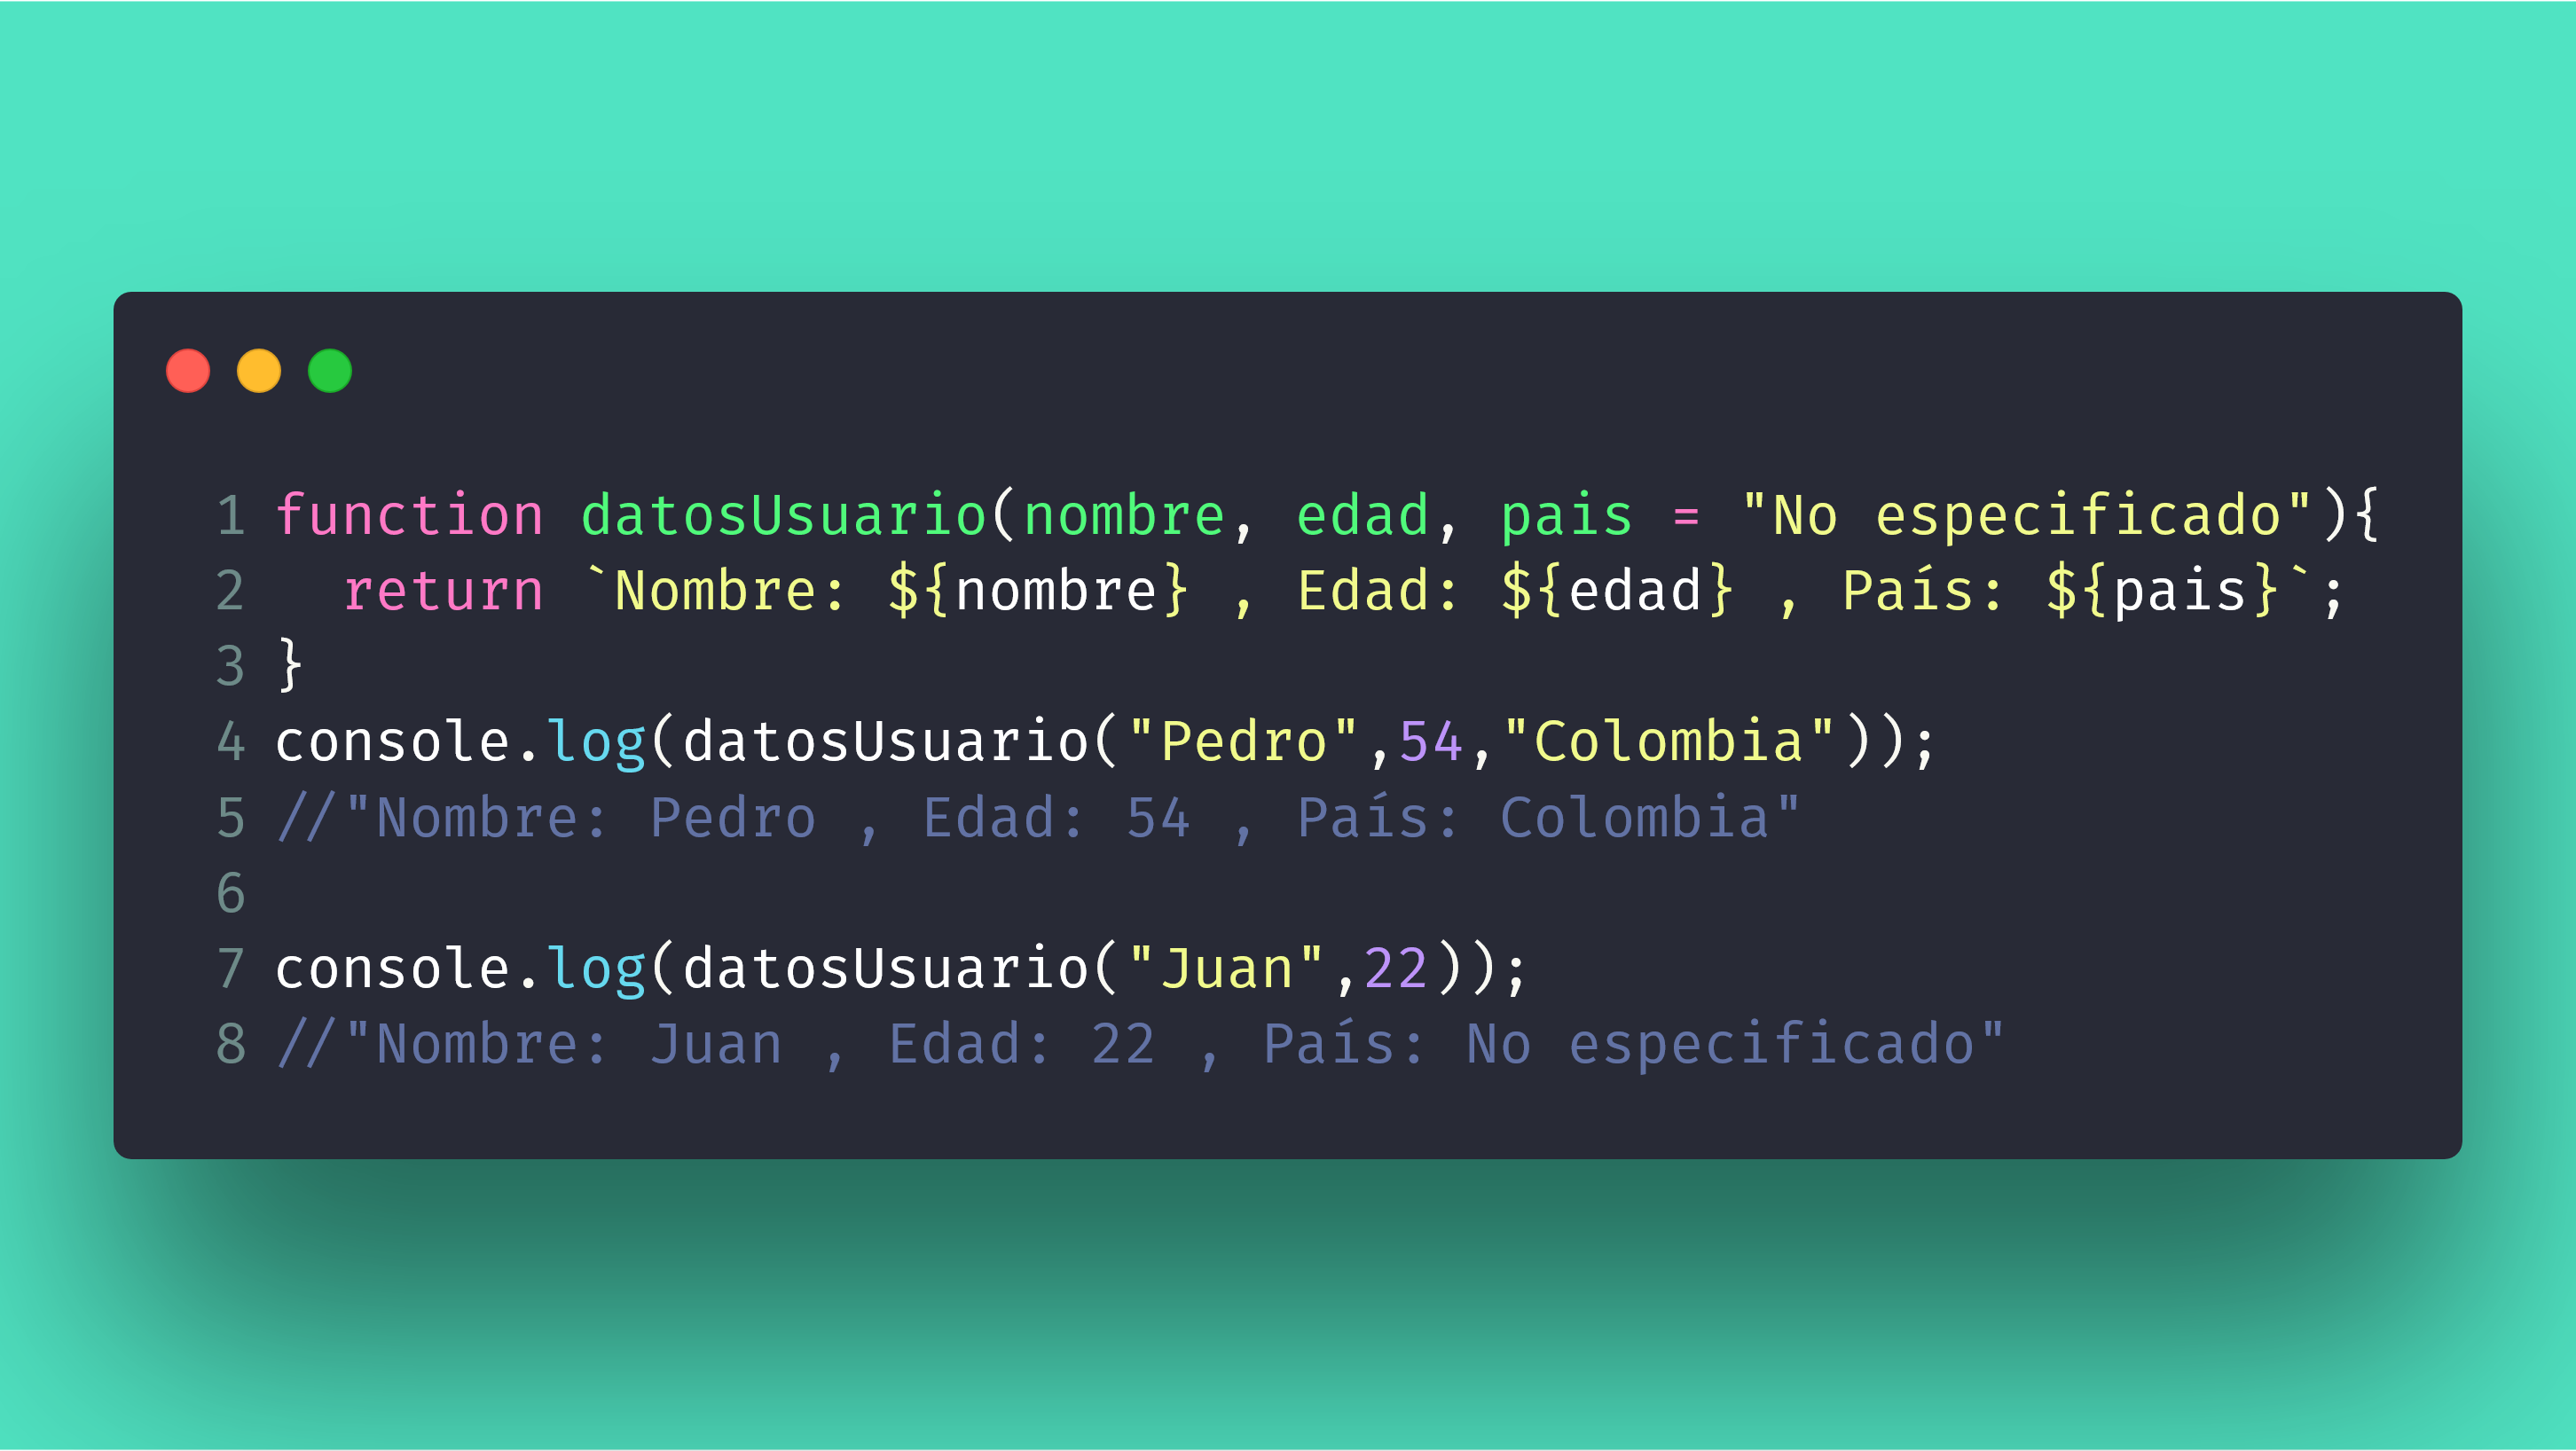 1 function datosUsuario(nombre, edad, pais = "No especificado"){
2   return `Nombre: ${nombre} , Edad: ${edad} , País: ${pais}`;
3 }
4 console.log(datosUsuario("Pedro",54,"Colombia"));
5 //"Nombre: Pedro , Edad: 54 , País: Colombia"
6
7 console.log(datosUsuario("Juan",22));
8 //"Nombre: Juan , Edad: 22 , País: No especificado"